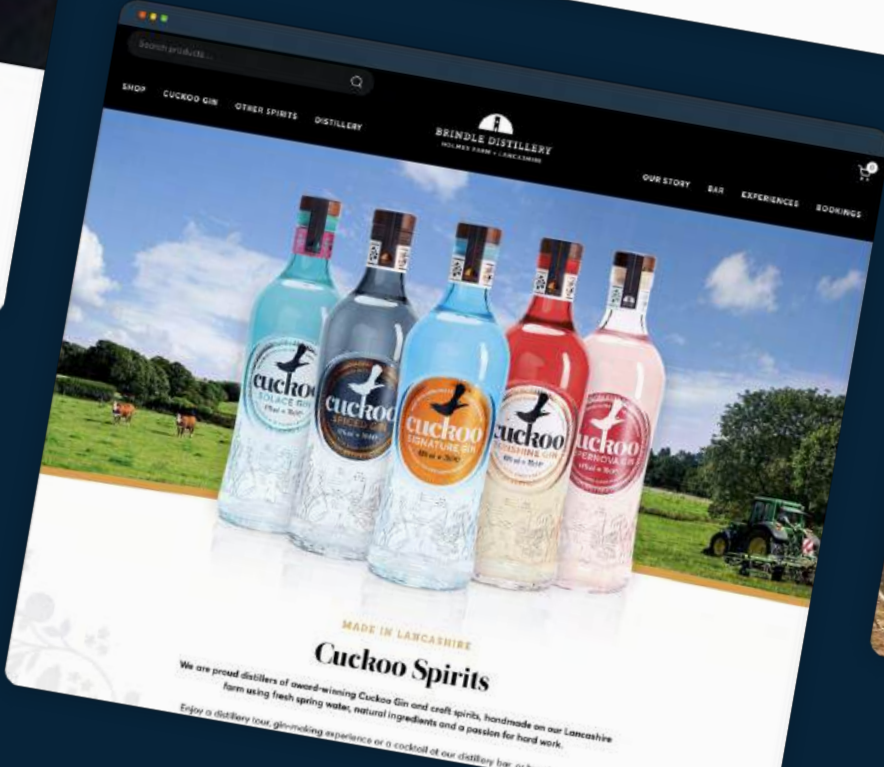 Search products...
SHOP
CUCKOO GIN
OTHER SPIRITS
DISTILLERY
BRINDLE DISTILLERY
HOLMES FARM • LANCASHIRE
0
OUR STORY
BAR
EXPERIENCES
BOOKINGS
cuckoo
SOLACE GIN
cuckoo
SPICED GIN
cuckoo
SIGNATURE GIN
cuckoo
SUNSHINE GIN
MADE IN LANCASHIRE
Cuckoo Spirits
We are proud distillers of award-winning Cuckoo Gin and craft spirits, handmade on our Lancashire
farm using fresh spring water, natural ingredients and a passion for hard work.
Enjoy a distillery tour, gin-making experience or a cocktail at our distillery bar, or